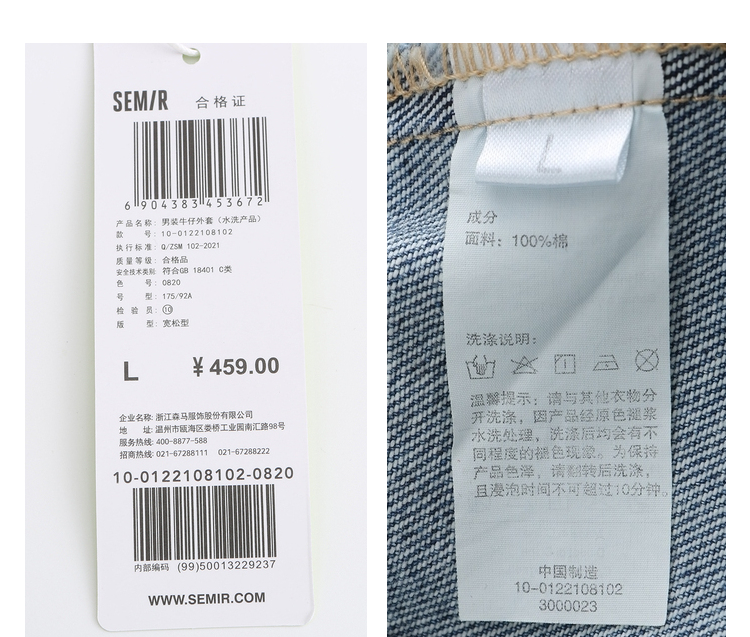 SEMIR 合格证
6 904383 453672
产品名称: 男装牛仔外套（水洗产品）
款 号: 10-0122108102
执行标准: Q/ZSM 102-2021
质量等级: 合格品
安全技术类别: 符合GB 18401 C类
色 号: 0820
号 型: 175/92A
检 验 员: ⑩
版 型: 宽松型
L ¥459.00
企业名称: 浙江森马服饰股份有限公司
地 址: 温州市瓯海区娄桥工业园南汇路98号
服务热线: 400-8877-588
招商热线: 021-67288111 021-67288222
10-0122108102-0820
内部编码 (99)50013229237
WWW.SEMIR.COM
L
成分
面料: 100%棉
洗涤说明:
温馨提示: 请与其他衣物分
开洗涤, 因产品经原色褪浆
水洗处理, 洗涤后均会有不
同程度的褪色现象。为保持
产品色泽, 请翻转后洗涤,
且浸泡时间不可超过10分钟。
中国制造
10-0122108102
3000023